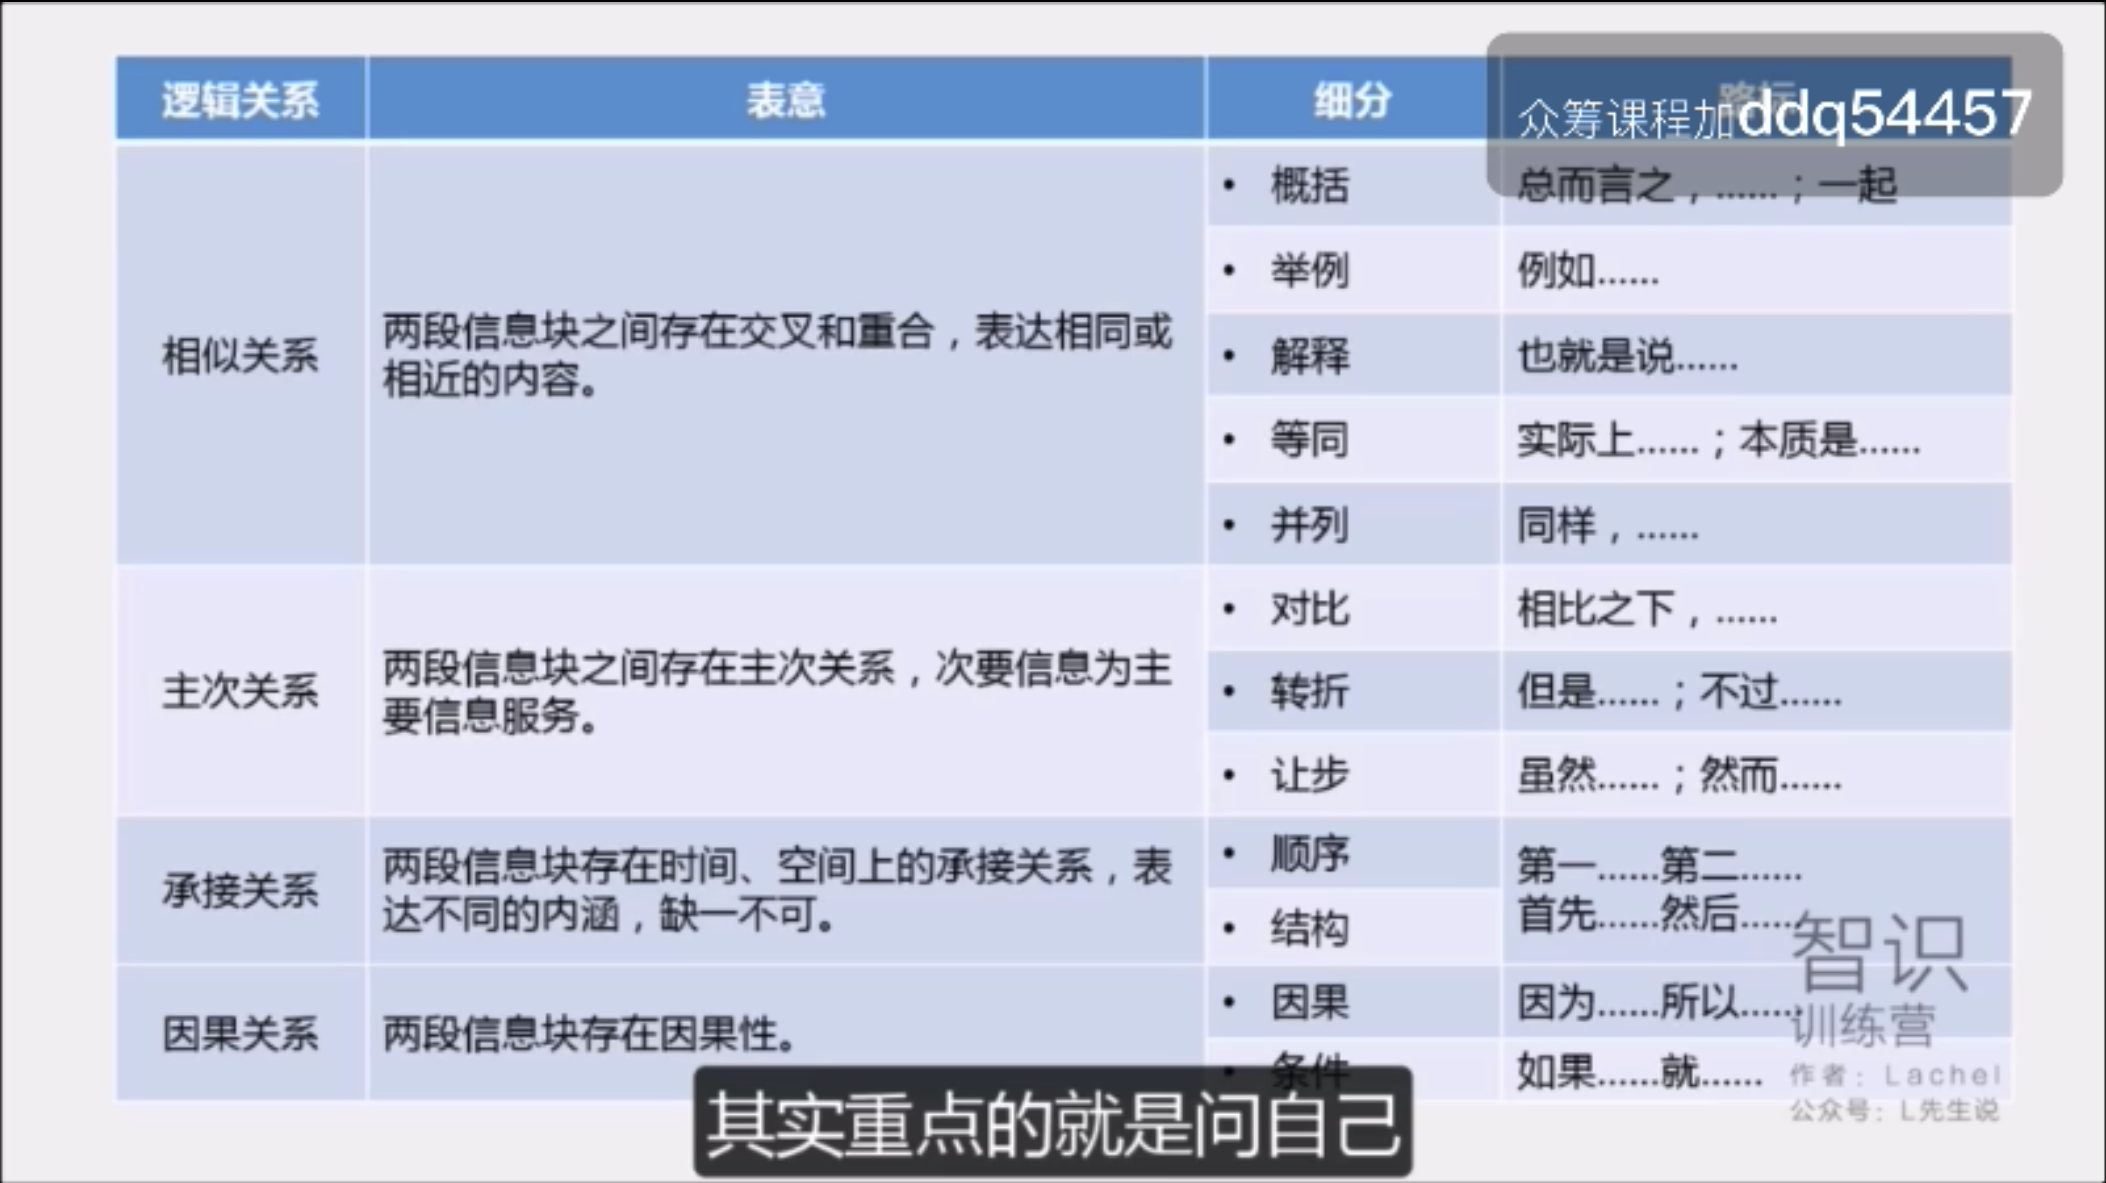 逻辑关系
表意
细分
路标
众筹课程加ddq54457
相似关系
两段信息块之间存在交叉和重合，表达相同或
相近的内容。
• 概括
总而言之，……；一起
• 举例
例如……
• 解释
也就是说……
• 等同
实际上……；本质是……
• 并列
同样，……
主次关系
两段信息块之间存在主次关系，次要信息为主
要信息服务。
• 对比
相比之下，……
• 转折
但是……；不过……
• 让步
虽然……；然而……
承接关系
两段信息块存在时间、空间上的承接关系，表
达不同的内涵，缺一不可。
• 顺序
• 结构
第一……第二……
首先……然后……
因果关系
两段信息块存在因果性。
• 因果
因为……所以……
• 条件
如果……就……
智识
训练营
作者：Lachel
公众号：L先生说
其实重点的就是问自己